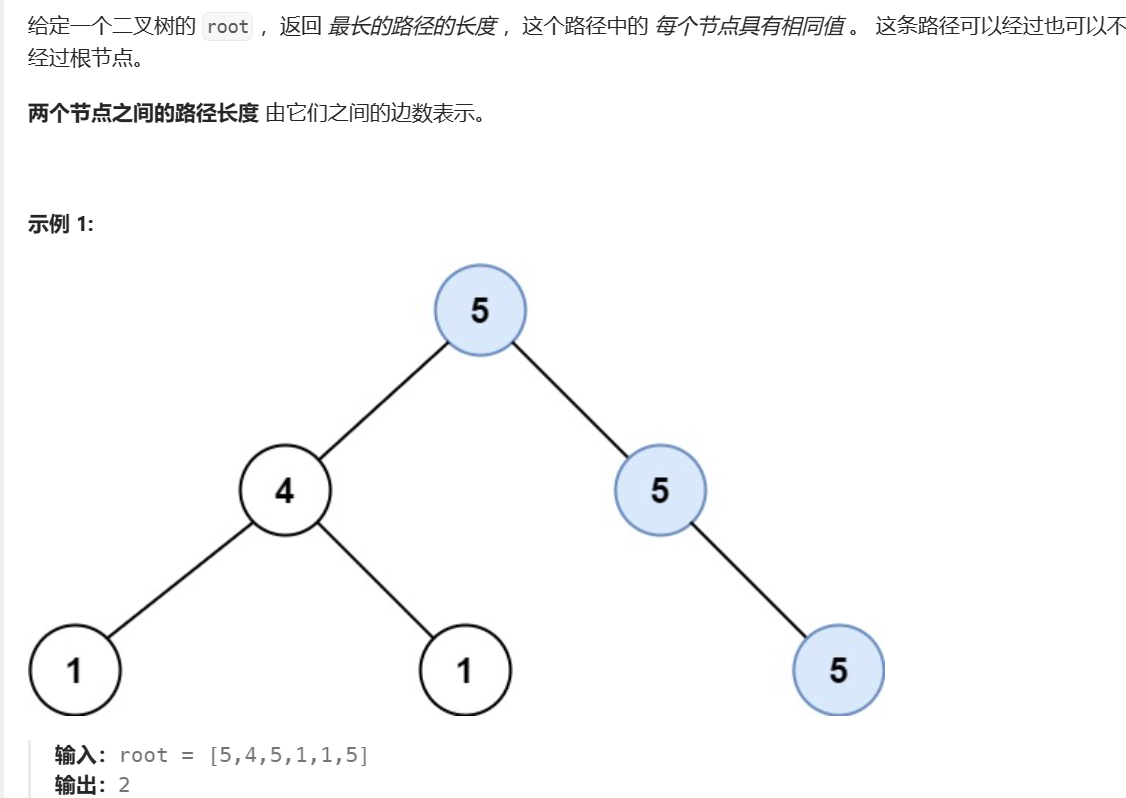 给定一个二叉树的 root ，返回 最长的路径的长度 ，这个路径中的 每个节点具有相同值 。 这条路径可以经过也可以不
经过根节点。
两个节点之间的路径长度 由它们之间的边数表示。
示例 1:
5
4 5
1 1 5
输入：root = [5,4,5,1,1,5]
输出：2